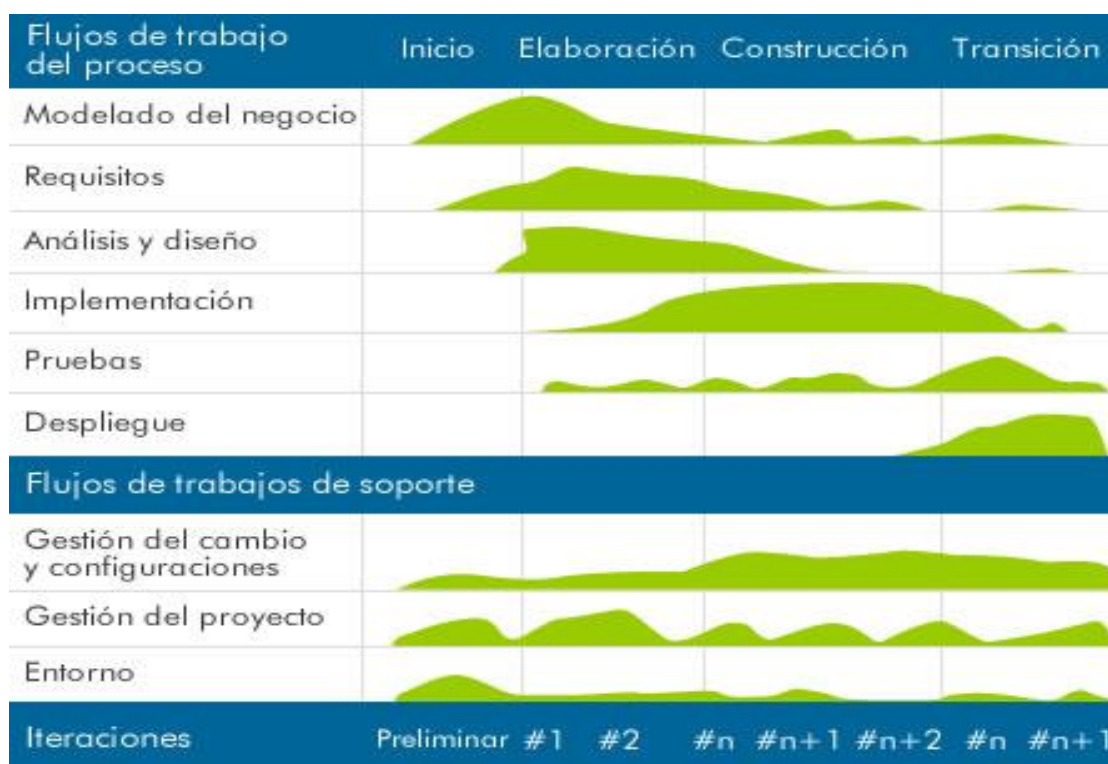 Flujos de trabajo
del proceso
Inicio Elaboración Construcción Transición
Modelado del negocio
Requisitos
Análisis y diseño
Implementación
Pruebas
Despliegue
Flujos de trabajos de soporte
Gestión del cambio
y configuraciones
Gestión del proyecto
Entorno
Iteraciones Preliminar #1 #2 #n #n+1 #n+2 #n #n+1